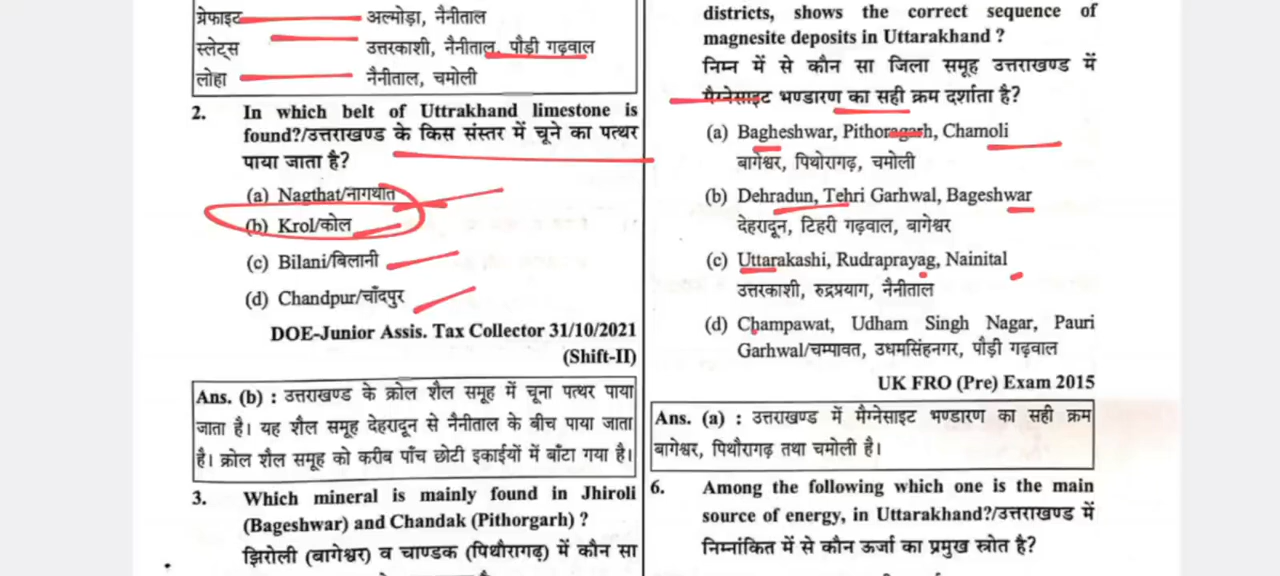 प्रेफाइट अल्मोड़ा, नैनीताल
स्लेट्स उत्तरकाशी, नैनीताल, पौड़ी गढ़वाल
लोहा नैनीताल, चमोली
2. In which belt of Uttrakhand limestone is
found?/उत्तराखण्ड के किस संस्तर में चूने का पत्थर
पाया जाता है?
(a) Nagthat/नागथात
(b) Krol/कोल
(c) Bilani/बिलानी
(d) Chandpur/चाँदपुर
DOE-Junior Assis. Tax Collector 31/10/2021
(Shift-II)
Ans. (b) : उत्तराखण्ड के क्रोल शैल समूह में चूना पत्थर पाया
जाता है। यह शैल समूह देहरादून से नैनीताल के बीच पाया जाता
है। क्रोल शैल समूह को करीब पाँच छोटी इकाईयों में बाँटा गया है।
3. Which mineral is mainly found in Jhiroli
(Bageshwar) and Chandak (Pithorgarh) ?
झिरोली (बागेश्वर) व चाण्डक (पिथौरागढ़) में कौन सा
districts, shows the correct sequence of
magnesite deposits in Uttarakhand ?
निम्न में से कौन सा जिला समूह उत्तराखण्ड में
मैग्नेसाइट भण्डारण का सही क्रम दर्शाता है?
(a) Bagheshwar, Pithoragarh, Chamoli
बागेश्वर, पिथोरागढ़, चमोली
(b) Dehradun, Tehri Garhwal, Bageshwar
देहरादून, टिहरी गढ़वाल, बागेश्वर
(c) Uttarakashi, Rudraprayag, Nainital
उत्तरकाशी, रुद्रप्रयाग, नैनीताल
(d) Champawat, Udham Singh Nagar, Pauri
Garhwal/चम्पावत, उधमसिंहनगर, पौड़ी गढ़वाल
UK FRO (Pre) Exam 2015
Ans. (a) : उत्तराखण्ड में मैग्नेसाइट भण्डारण का सही क्रम
बागेश्वर, पिथौरागढ़ तथा चमोली है।
6. Among the following which one is the main
source of energy, in Uttarakhand?/उत्तराखण्ड में
निम्नांकित में से कौन ऊर्जा का प्रमुख स्रोत है?